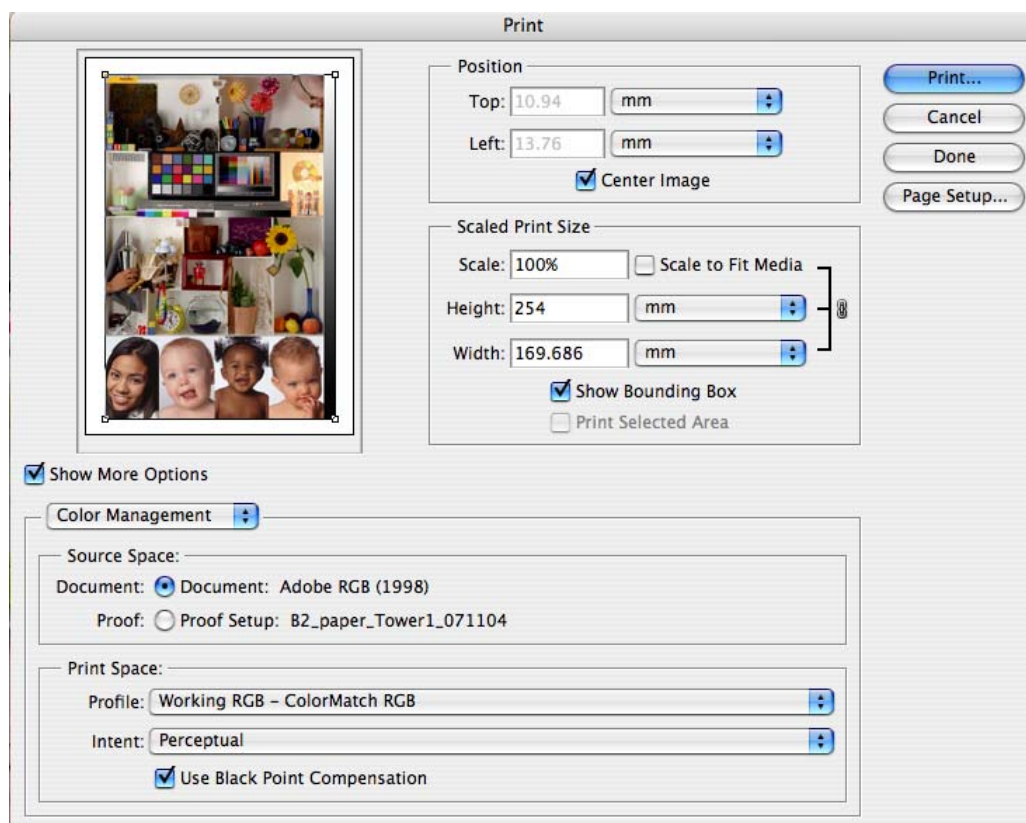 Print
Position
Top: 10.94 mm
Left: 13.76 mm
Center Image
Print...
Cancel
Done
Page Setup...
Scaled Print Size
Scale: 100% Scale to Fit Media
Height: 254 mm
Width: 169.686 mm
Show Bounding Box
Print Selected Area
Show More Options
Color Management
Source Space:
Document: Document: Adobe RGB (1998)
Proof: Proof Setup: B2_paper_Tower1_071104
Print Space:
Profile: Working RGB – ColorMatch RGB
Intent: Perceptual
Use Black Point Compensation